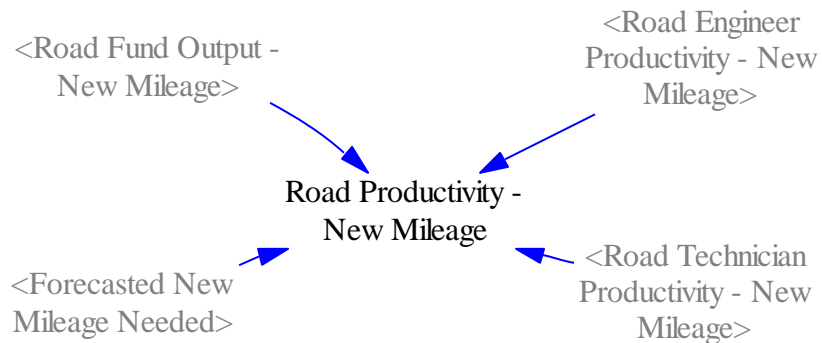 <Road Fund Output -
New Mileage>
<Road Engineer
Productivity - New
Mileage>
Road Productivity -
New Mileage
<Forecasted New
Mileage Needed>
<Road Technician
Productivity - New
Mileage>